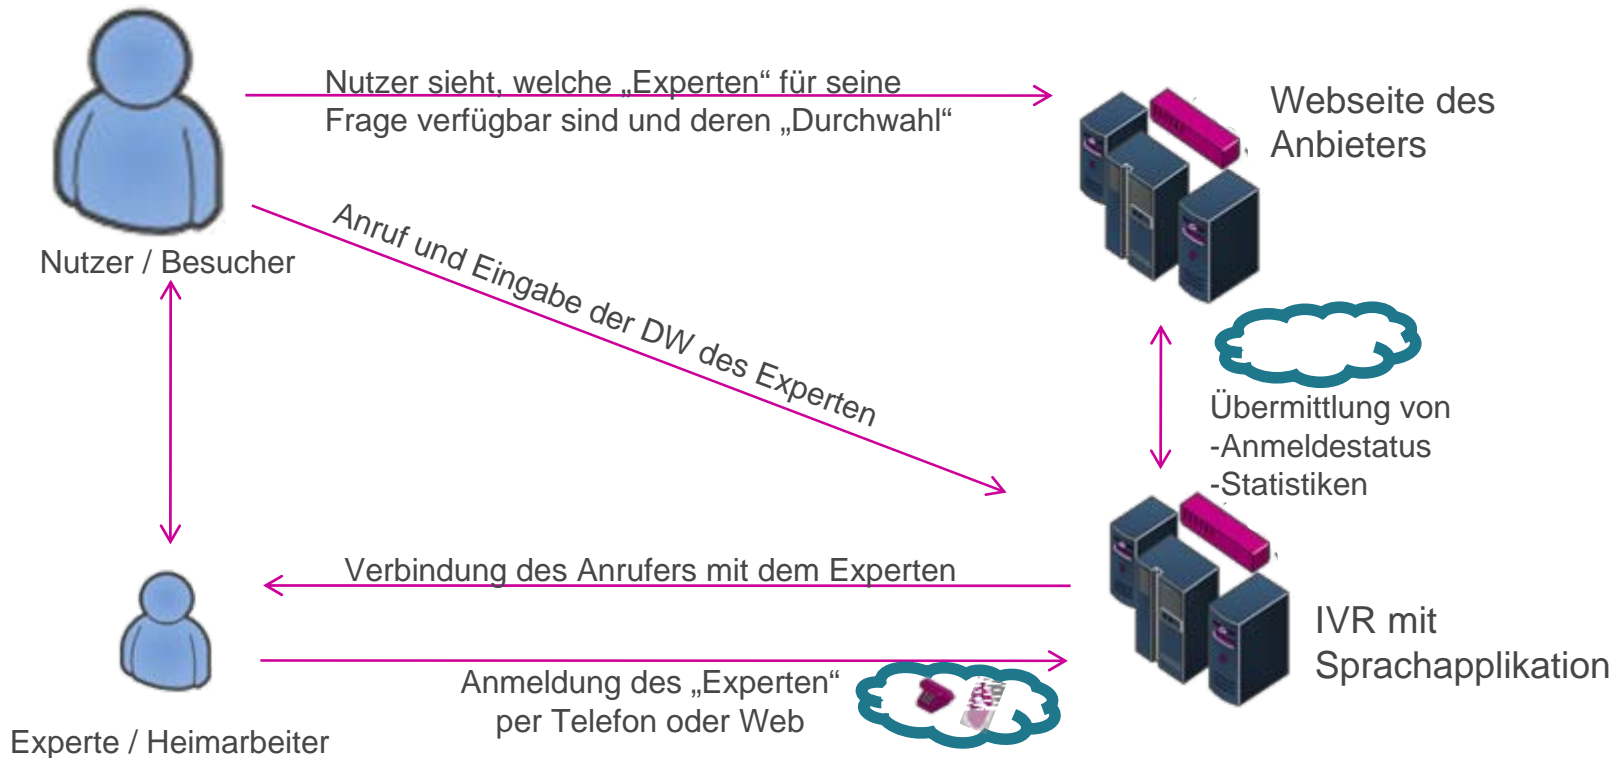 Nutzer sieht, welche „Experten“ für seine
Frage verfügbar sind und deren „Durchwahl“
Webseite des
Anbieters
Nutzer / Besucher
Anruf und Eingabe der DW des Experten
Übermittlung von
-Anmeldestatus
-Statistiken
Verbindung des Anrufers mit dem Experten
IVR mit
Sprachapplikation
Anmeldung des „Experten“
per Telefon oder Web
Experte / Heimarbeiter